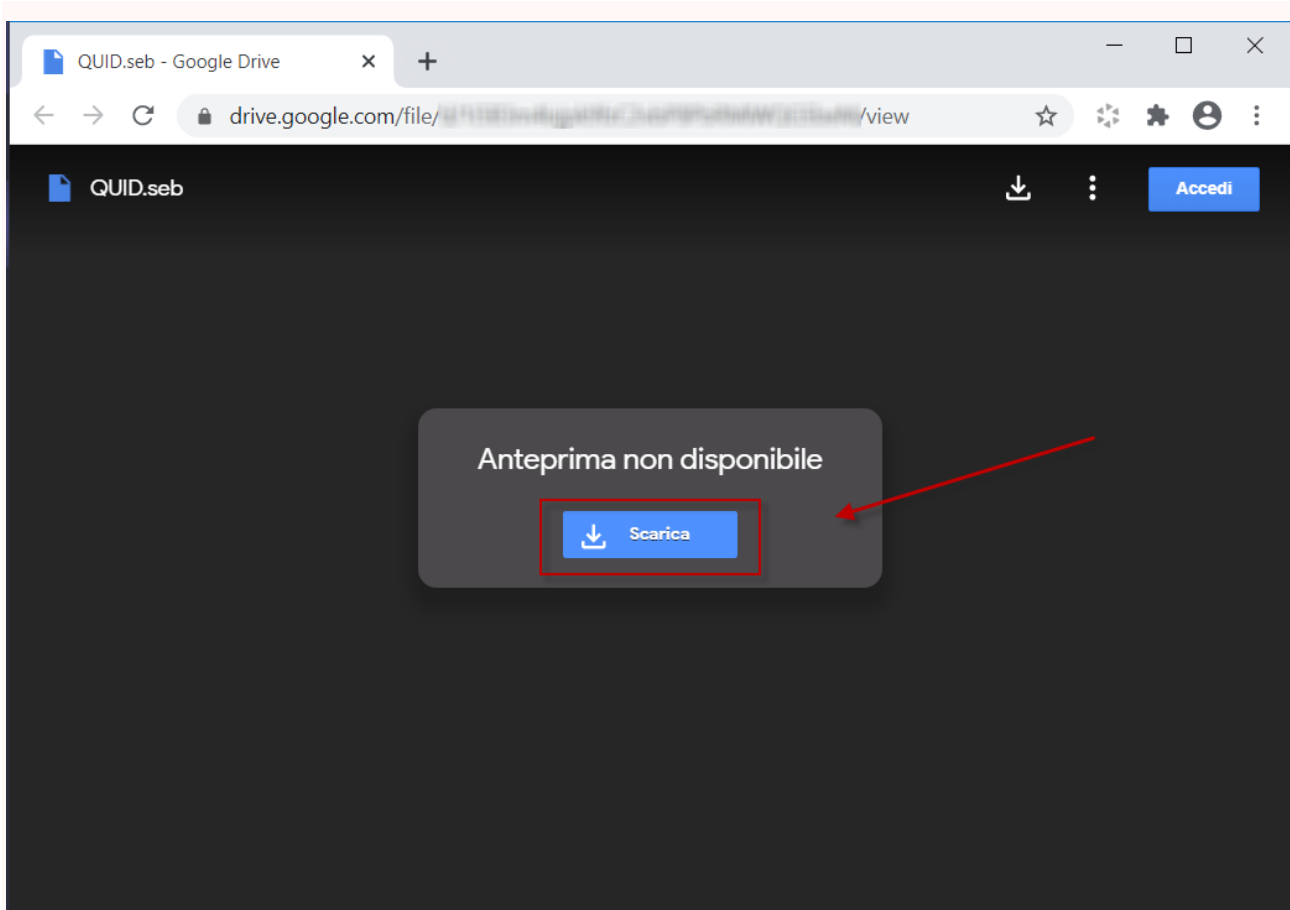 QUID.seb - Google Drive
drive.google.com/file/ /view
QUID.seb
Accedi
Anteprima non disponibile
Scarica